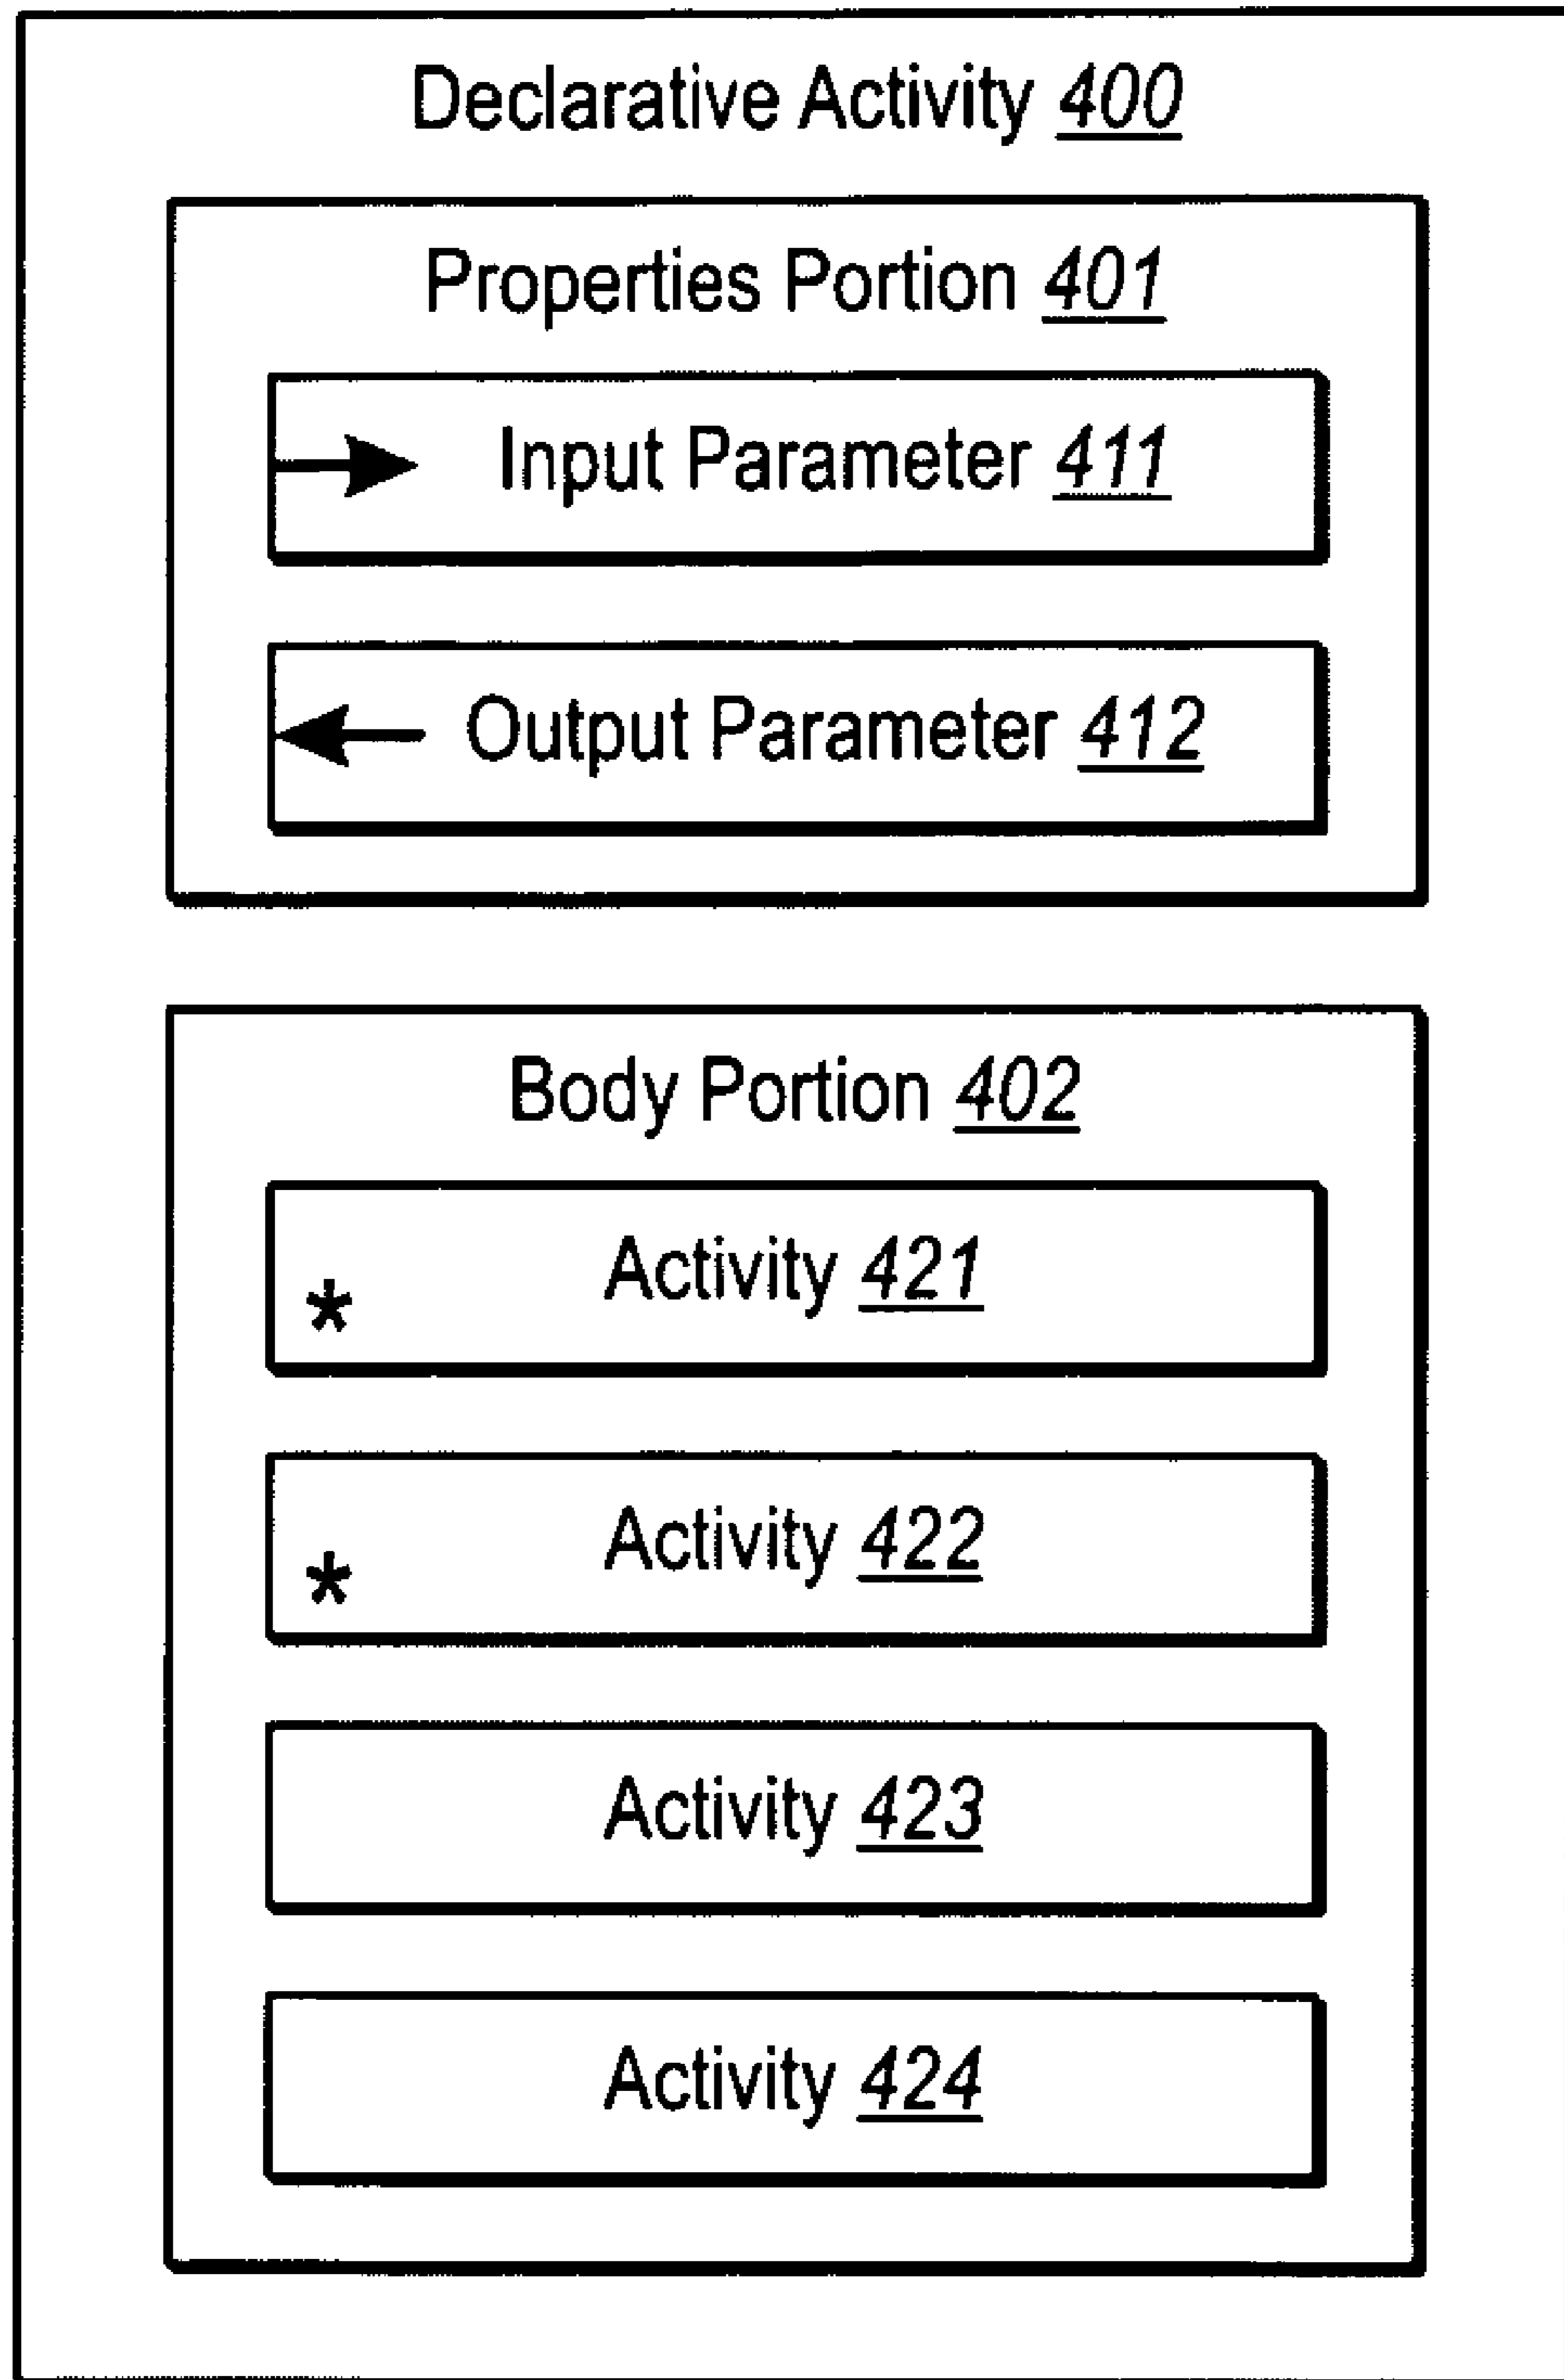 Declarative Activity 400
Properties Portion 401
Input Parameter 411
Output Parameter 412
Body Portion 402
Activity 421
*
Activity 422
*
Activity 423
Activity 424